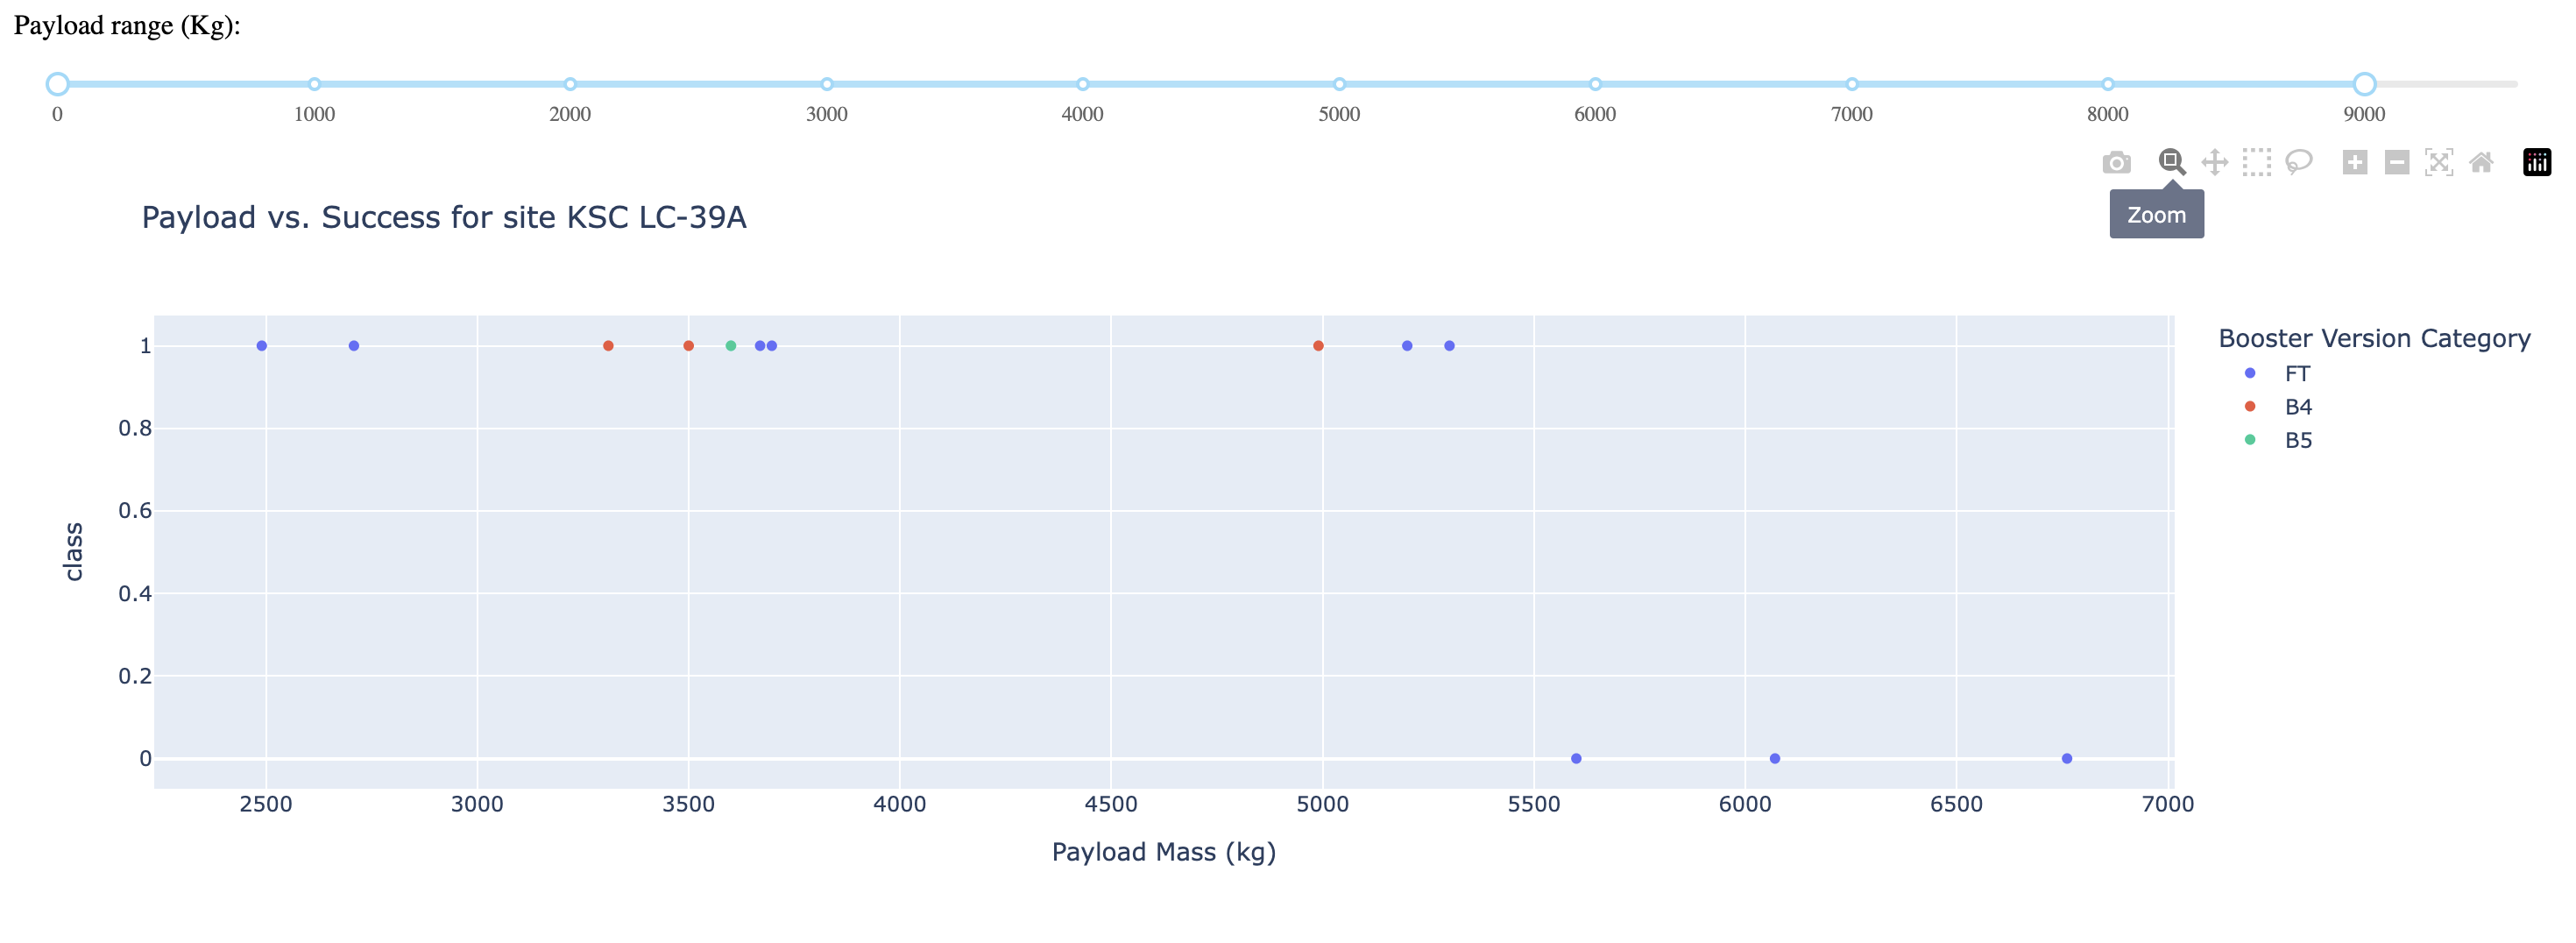 Payload range (Kg):
0 1000 2000 3000 4000 5000 6000 7000 8000 9000
Zoom
Payload vs. Success for site KSC LC-39A
Booster Version Category
FT
B4
B5
1
0.8
0.6
0.4
0.2
0
class
2500 3000 3500 4000 4500 5000 5500 6000 6500 7000
Payload Mass (kg)